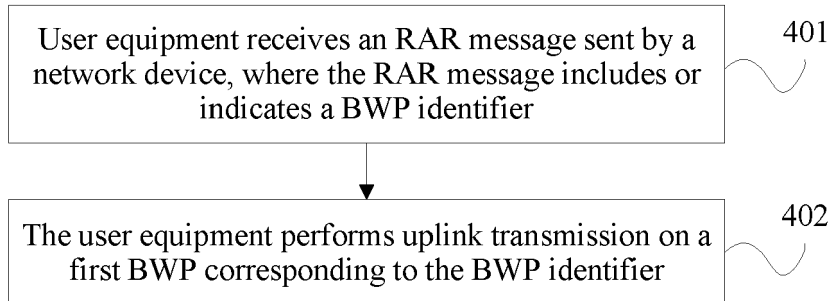 User equipment receives an RAR message sent by a
network device, where the RAR message includes or
indicates a BWP identifier
401
The user equipment performs uplink transmission on a
first BWP corresponding to the BWP identifier
402